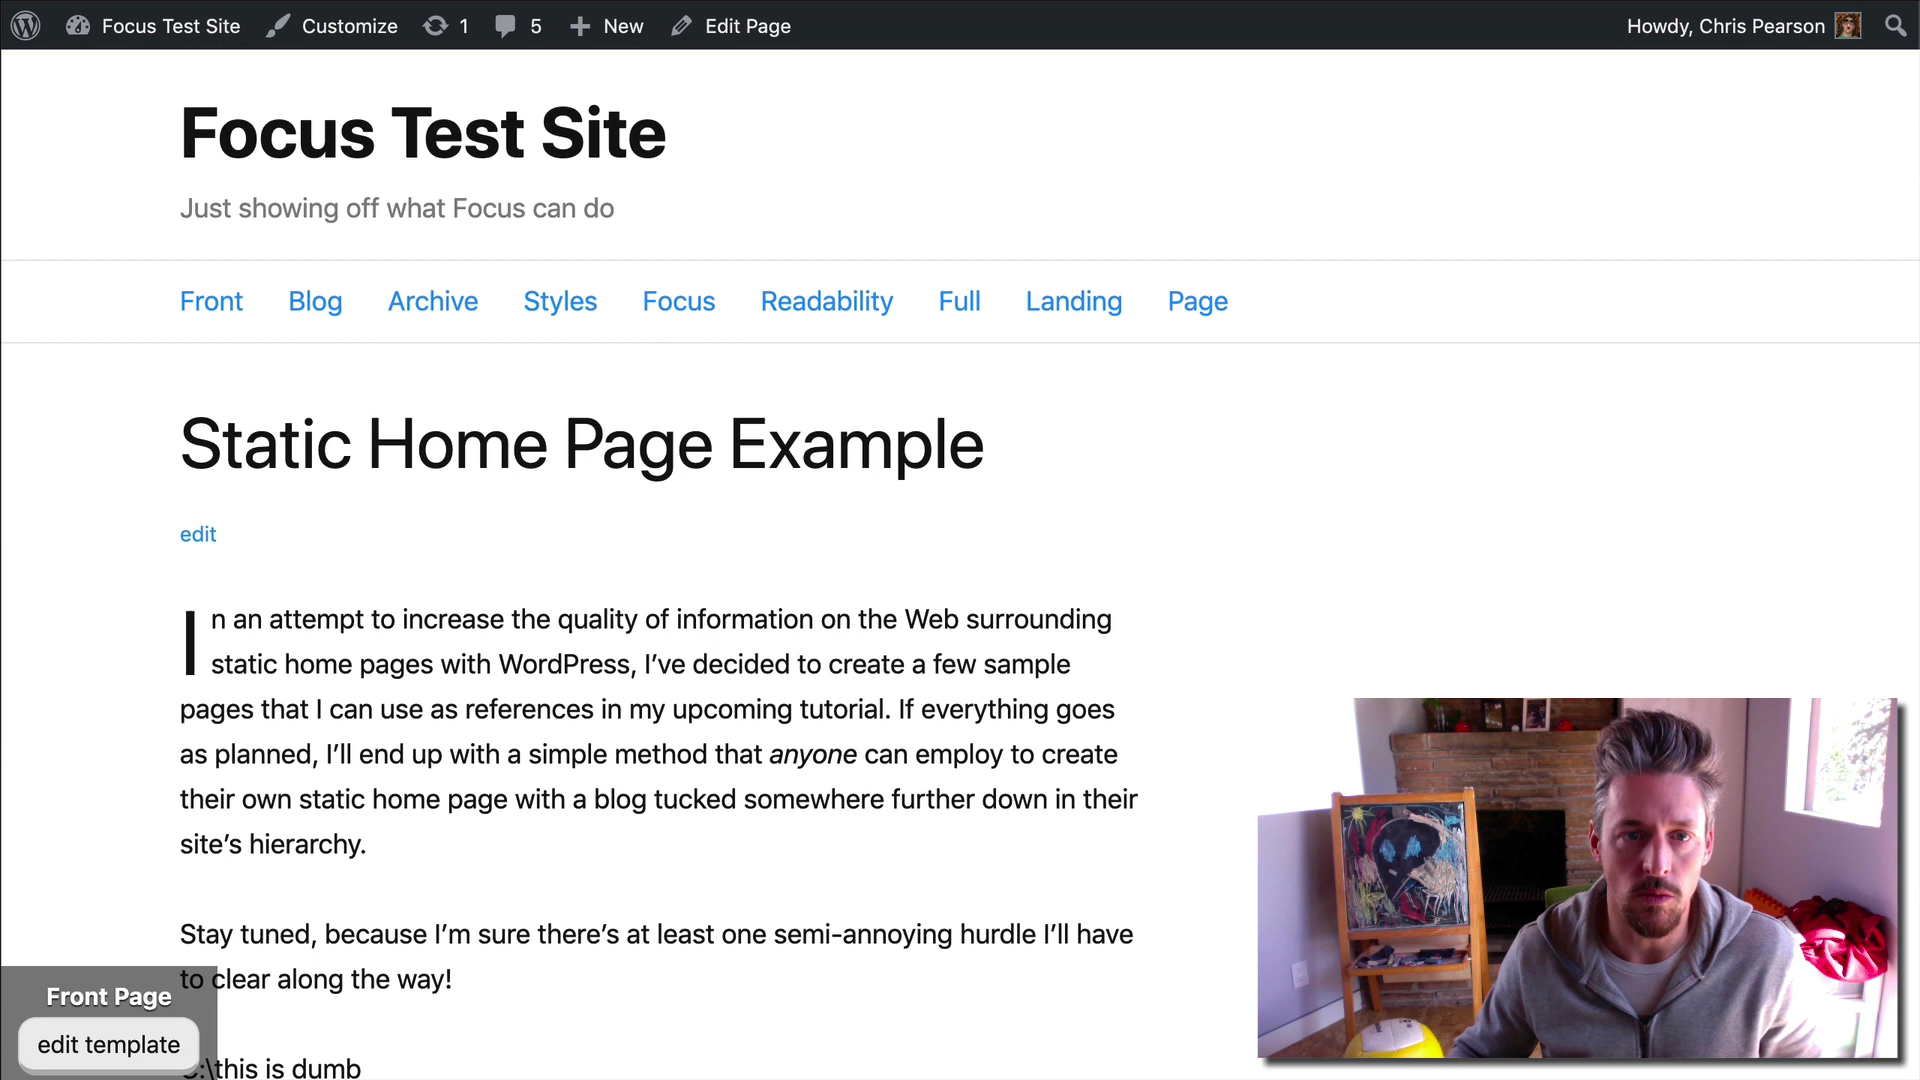 Focus Test Site Customize 1 5 New Edit Page Howdy, Chris Pearson
Focus Test Site
Just showing off what Focus can do
Front Blog Archive Styles Focus Readability Full Landing Page
Static Home Page Example
edit
In an attempt to increase the quality of information on the Web surrounding
static home pages with WordPress, I’ve decided to create a few sample
pages that I can use as references in my upcoming tutorial. If everything goes
as planned, I’ll end up with a simple method that anyone can employ to create
their own static home page with a blog tucked somewhere further down in their
site’s hierarchy.
Stay tuned, because I’m sure there’s at least one semi-annoying hurdle I’ll have
to clear along the way!
Front Page
edit template
:\this is dumb